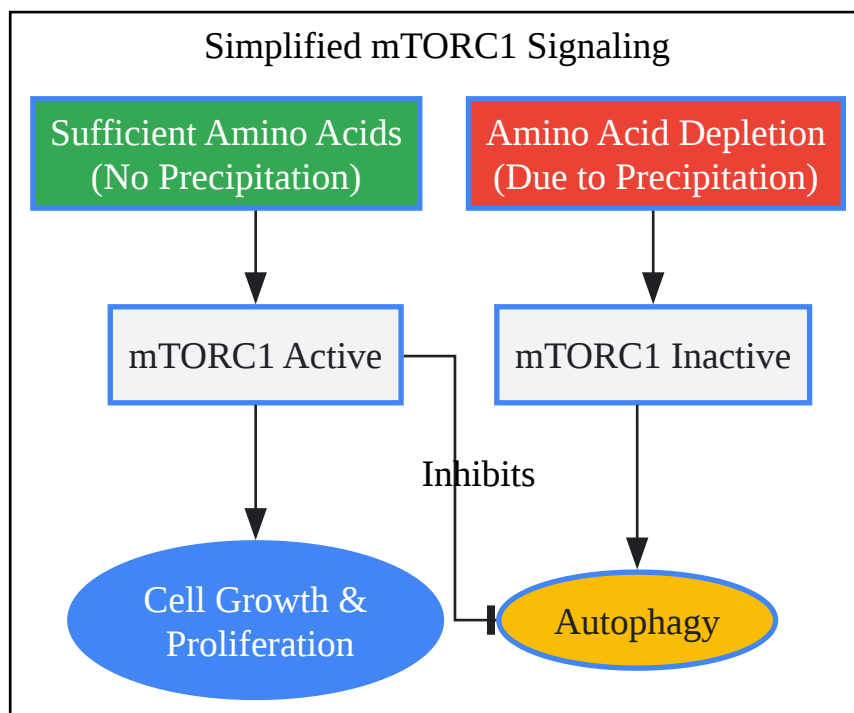 Simplified mTORC1 Signaling
Sufficient Amino Acids
(No Precipitation)
Amino Acid Depletion
(Due to Precipitation)
mTORC1 Active
mTORC1 Inactive
Inhibits
Cell Growth &
Proliferation
Autophagy